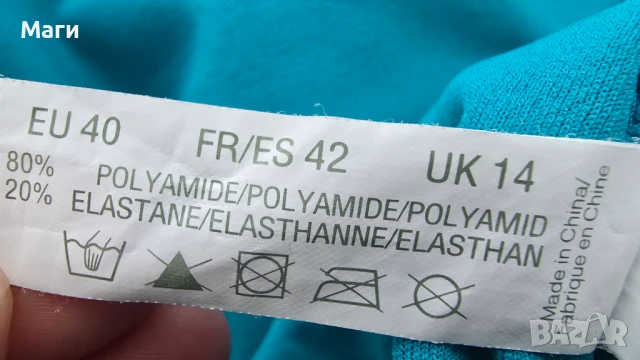 Маги
EU 40 FR/ES 42 UK 14
80% POLYAMIDE/POLYAMIDE/POLYAMID
20% ELASTANE/ELASTHANNE/ELASTHAN
Made in China/
Fabrique en Chine
BAZAR